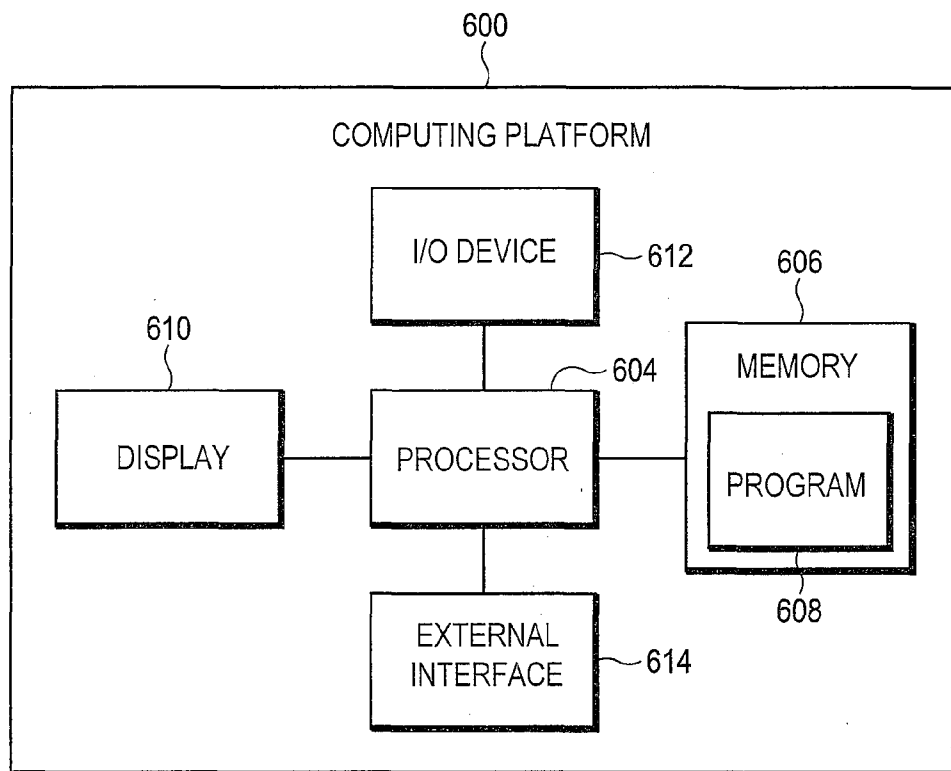 600
COMPUTING PLATFORM
I/O DEVICE
612
606
MEMORY
610
604
DISPLAY
PROCESSOR
PROGRAM
608
EXTERNAL
INTERFACE
614